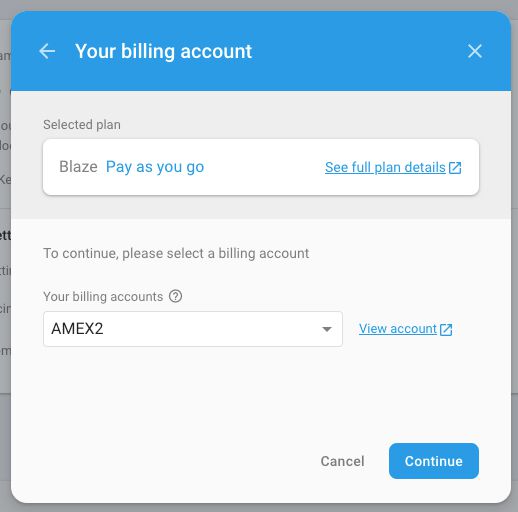 Your billing account
Selected plan
Blaze Pay as you go See full plan details
To continue, please select a billing account
Your billing accounts
AMEX2 View account
Cancel Continue